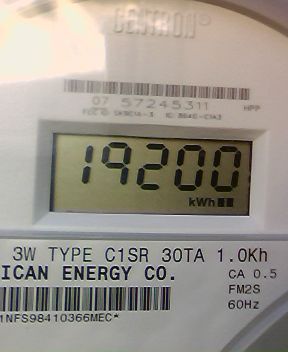 CENTRON®
07 57245311 HPP
19200
kWh
3W TYPE C1SR 30TA 1.0Kh
ICAN ENERGY CO. CA 0.5
FM2S
60Hz
1NFS98410366MEC*